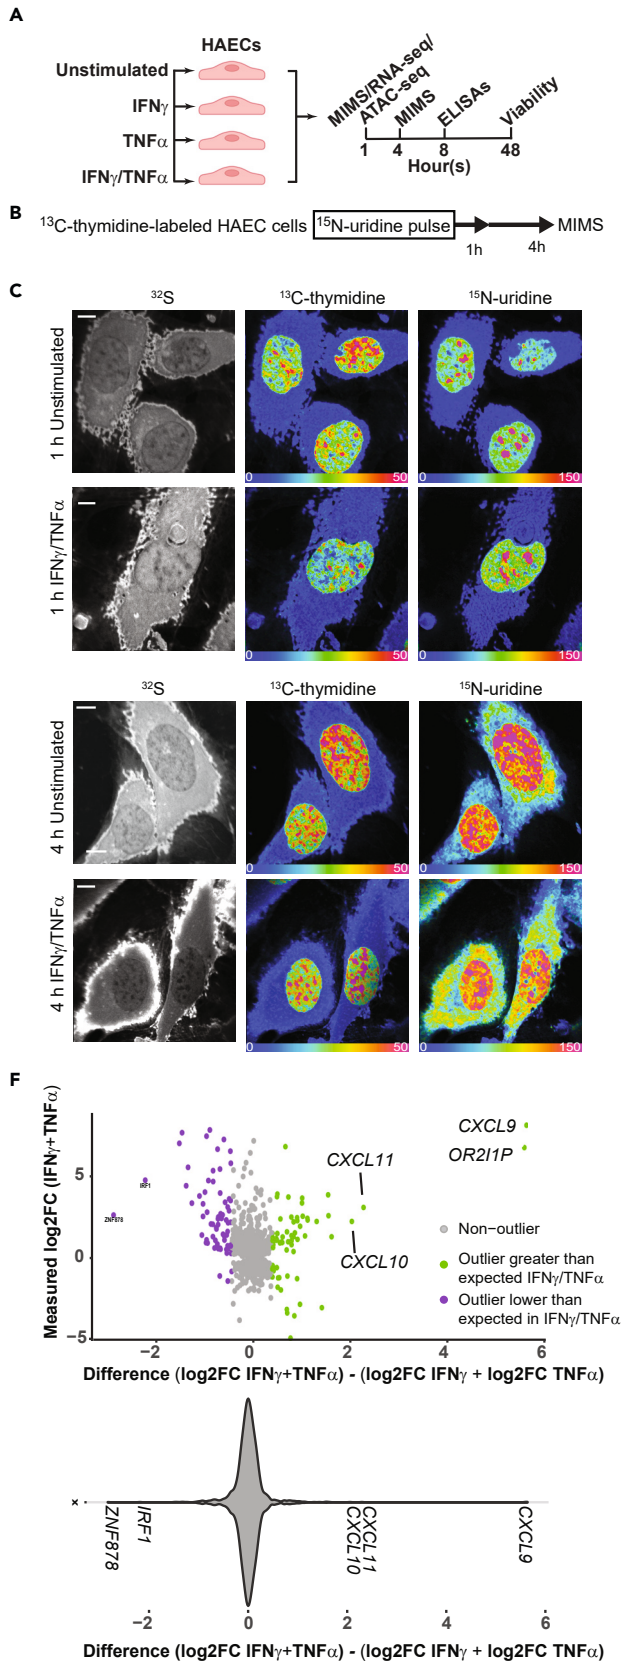 A
HAECs
Unstimulated
IFNγ
TNFα
IFNγ/TNFα
MIMS/RNA-seq/
ATAC-seq
MIMS
ELISAs
Viability
1 4 8 48
Hour(s)
B
¹³C-thymidine-labeled HAEC cells ¹⁵N-uridine pulse MIMS
1h 4h
C
³²S ¹³C-thymidine ¹⁵N-uridine
1 h Unstimulated
0 50 0 150
1 h IFNγ/TNFα
0 50 0 150
³²S ¹³C-thymidine ¹⁵N-uridine
4 h Unstimulated
0 50 0 150
4 h IFNγ/TNFα
0 50 0 150
F
Measured log2FC (IFNγ+TNFα)
5
0
−5
CXCL9
OR2I1P
CXCL11
CXCL10
IRF1
ZNF878
Non-outlier
Outlier greater than
expected IFNγ/TNFα
Outlier lower than
expected in IFNγ/TNFα
−2 0 2 4 6
Difference (log2FC IFNγ+TNFα) - (log2FC IFNγ + logFC TNFα)
x
ZNF878
IRF1
CXCL10
CXCL11
CXCL9
−2 0 2 4 6
Difference (log2FC IFNγ+TNFα) - (log2FC IFNγ + log2FC TNFα)